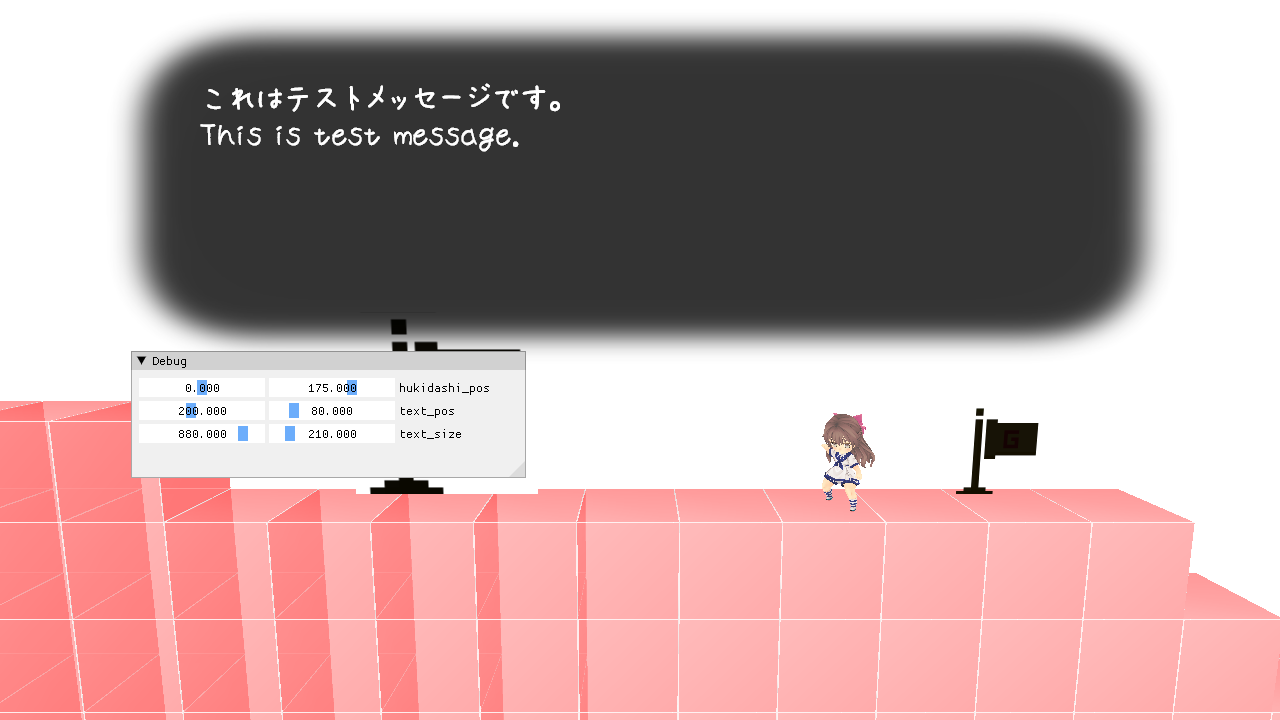 これはテストメッセージです。
This is test message.
▼ Debug
0.000 175.000 hukidashi_pos
200.000 80.000 text_pos
880.000 210.000 text_size
G